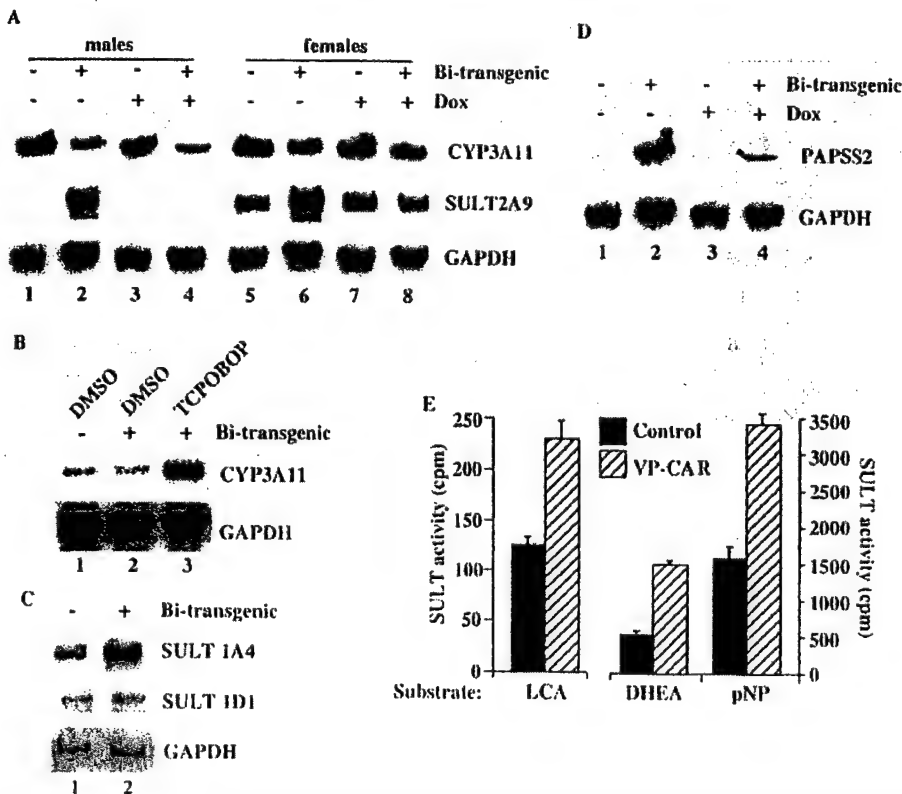 A
males females
- + - + - + - + Bi-transgenic
- - + + - - + + Dox
CYP3A11
SULT2A9
GAPDH
1 2 3 4 5 6 7 8
B
DMSO DMSO TCPOBOP
- + + Bi-transgenic
CYP3A11
GAPDH
1 2 3
C
- + Bi-transgenic
SULT 1A4
SULT 1D1
GAPDH
1 2
D
- + - + Bi-transgenic
- - + + Dox
PAPSS2
GAPDH
1 2 3 4
E
Control
VP-CAR
SULT activity (cpm)
250
200
150
100
50
0
3500
3000
2500
2000
1500
1000
500
0
SULT activity (cpm)
Substrate: LCA DHEA pNP